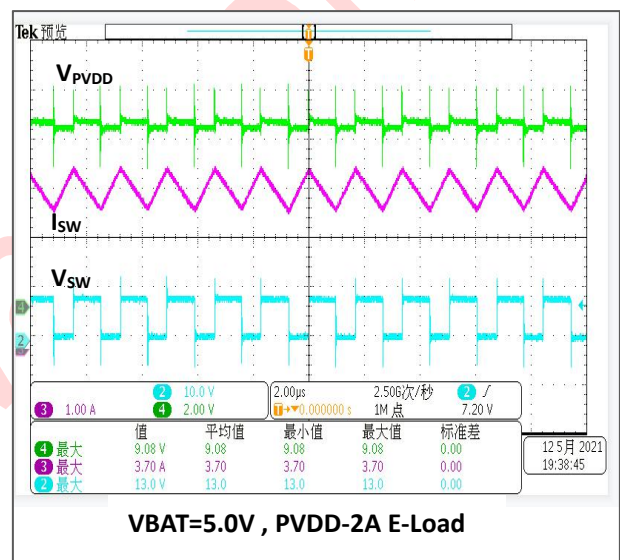 Tek 预览
T
T
VPVDD
ISW
VSW
4
2
2 10.0 V 2.00µs 2.50G次/秒 2 ∫
3 1.00 A 4 2.00 V T→▼0.000000 s 1M 点 7.20 V
值 平均值 最小值 最大值 标准差
4 最大 9.08 V 9.08 9.08 9.08 0.00
3 最大 3.70 A 3.70 3.70 3.70 0.00
2 最大 13.0 V 13.0 13.0 13.0 0.00
12 5月 2021
19:38:45
VBAT=5.0V , PVDD-2A E-Load